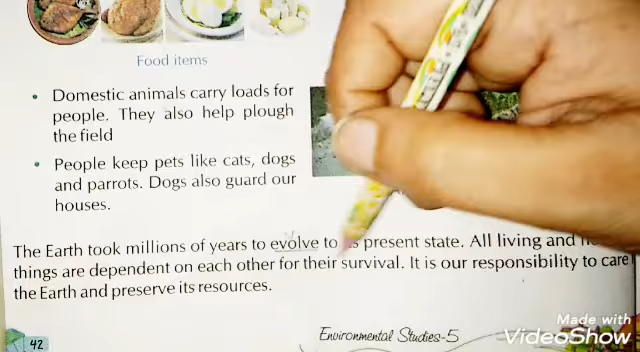 Food items
• Domestic animals carry loads for
people. They also help plough
the field
• People keep pets like cats, dogs
and parrots. Dogs also guard our
houses.
The Earth took millions of years to evolve to present state. All living and
things are dependent on each other for their survival. It is our responsibility to care
the Earth and preserve its resources.
42
Environmental Studies-5
Made with
VideoShow